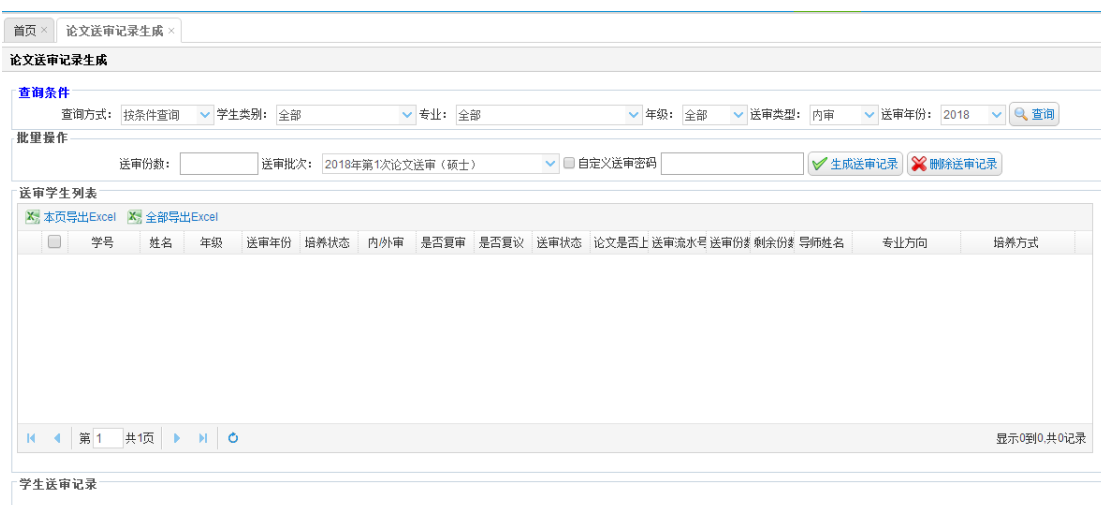 首页 × 论文送审记录生成 ×
论文送审记录生成
查询条件
查询方式： 按条件查询 学生类别： 全部 专业： 全部 年级： 全部 送审类型： 内审 送审年份： 2018 查询
批量操作
送审份数： 送审批次： 2018年第1次论文送审（硕士） 自定义送审密码 生成送审记录 删除送审记录
送审学生列表
本页导出Excel 全部导出Excel
学号 姓名 年级 送审年份 培养状态 内/外审 是否复审 是否复议 送审状态 论文是否上 送审流水号 送审份数 剩余份数 导师姓名 专业方向 培养方式
第 1 共1页 显示0到0,共0记录
学生送审记录